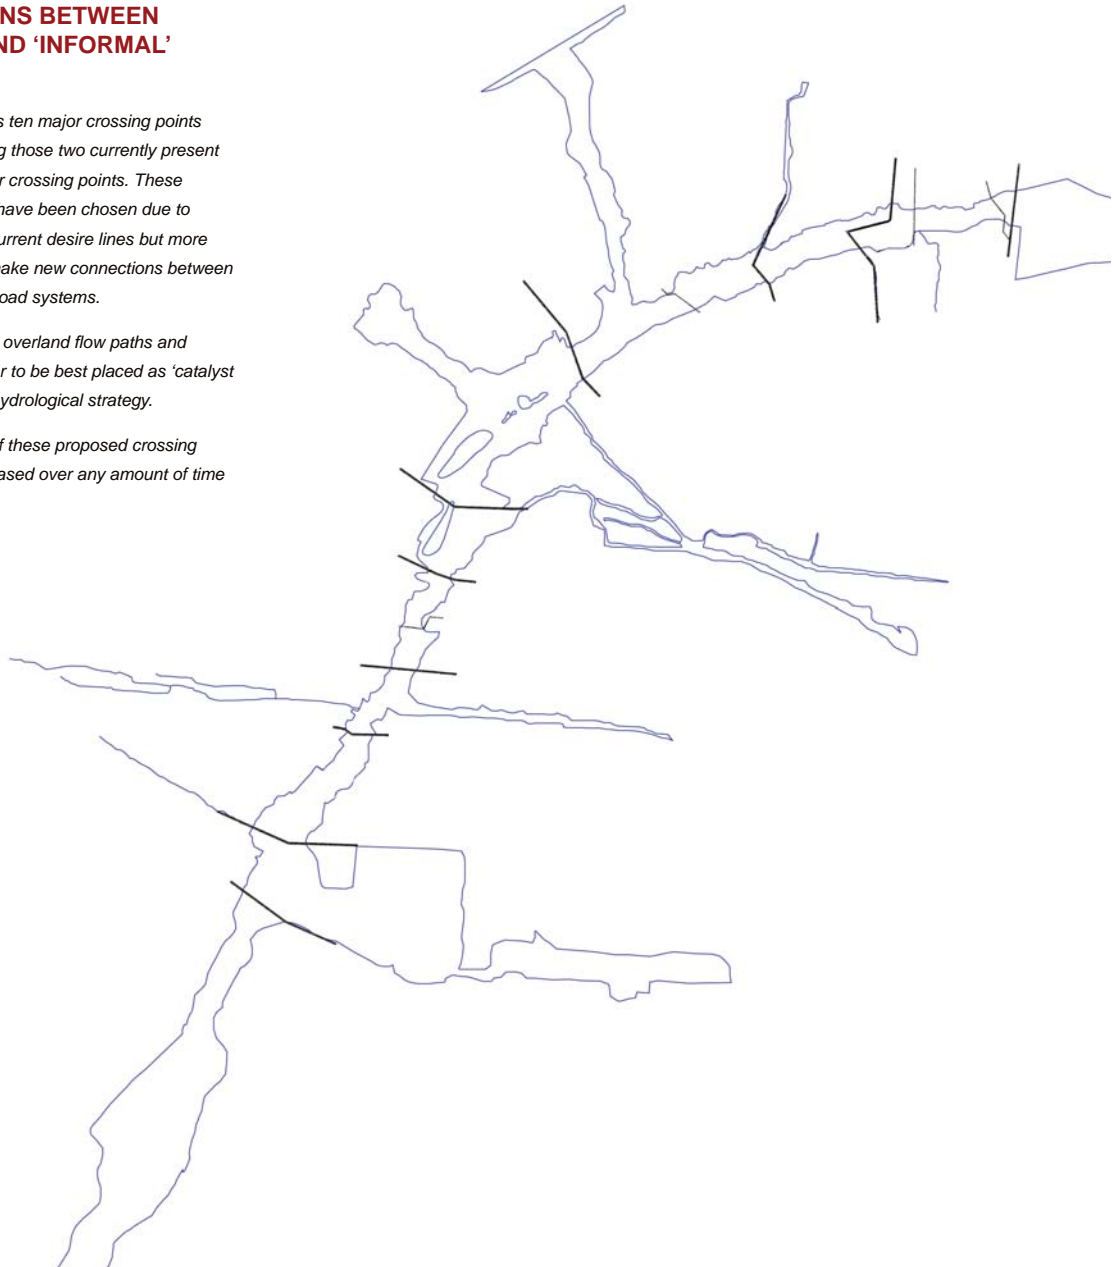 NS BETWEEN
ND ‘INFORMAL’
s ten major crossing points
g those two currently present
r crossing points. These
have been chosen due to
urrent desire lines but more
nake new connections between
oad systems.
overland flow paths and
r to be best placed as ‘catalyst
ydrological strategy.
f these proposed crossing
ased over any amount of time